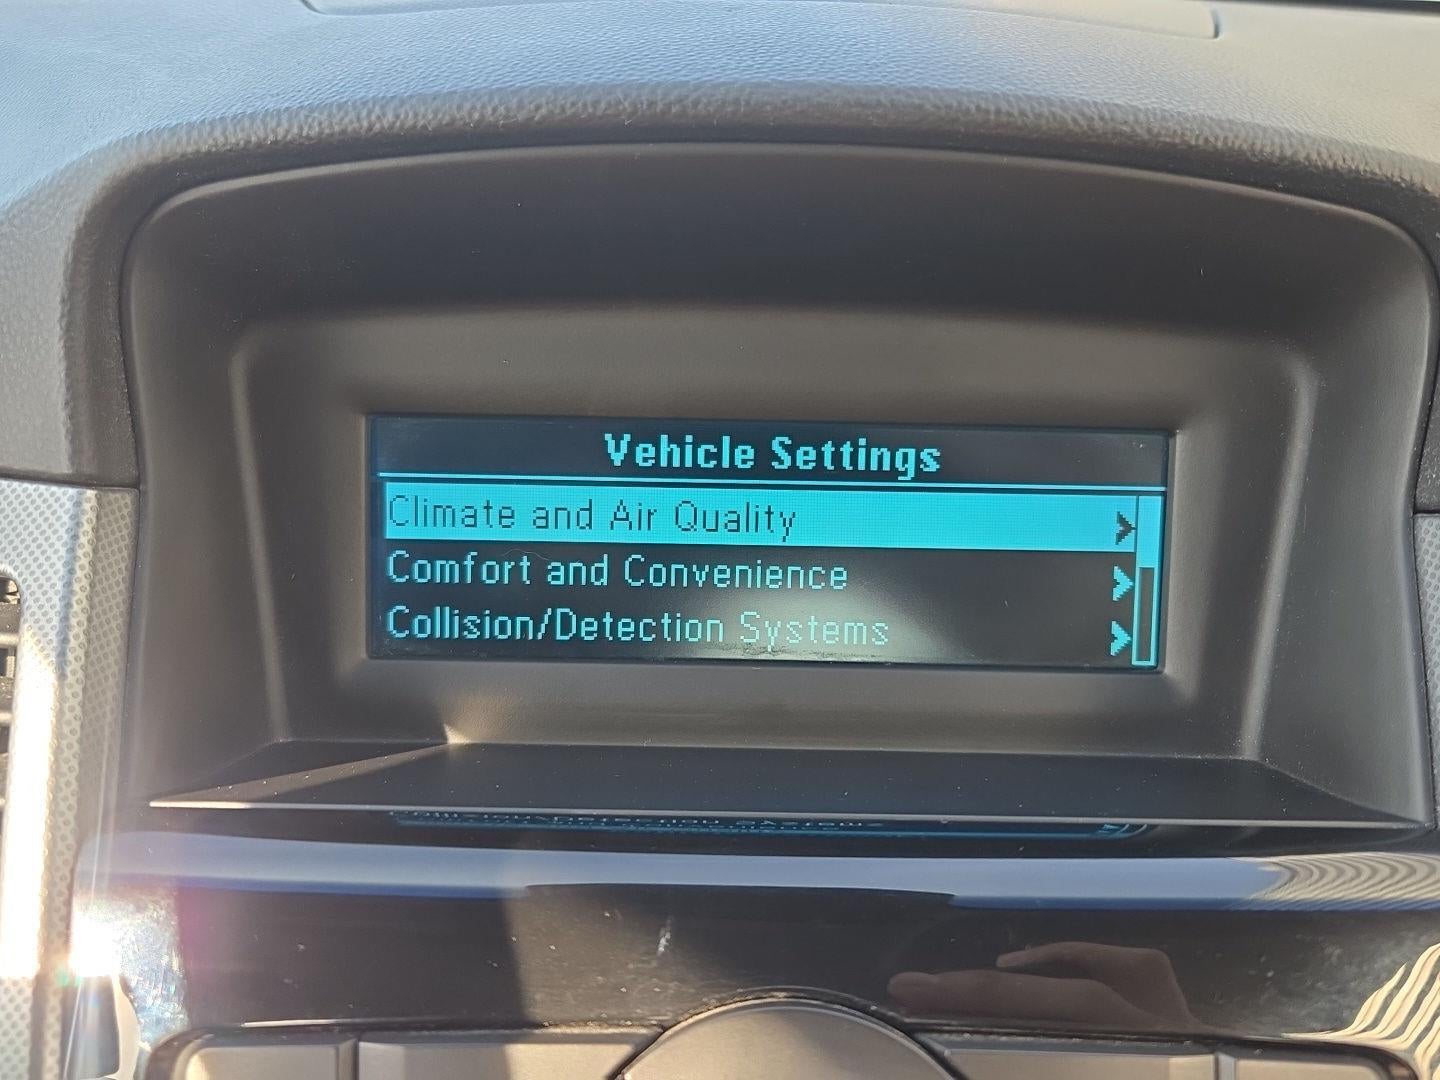 Vehicle Settings
Climate and Air Quality
Comfort and Convenience
Collision/Detection Systems